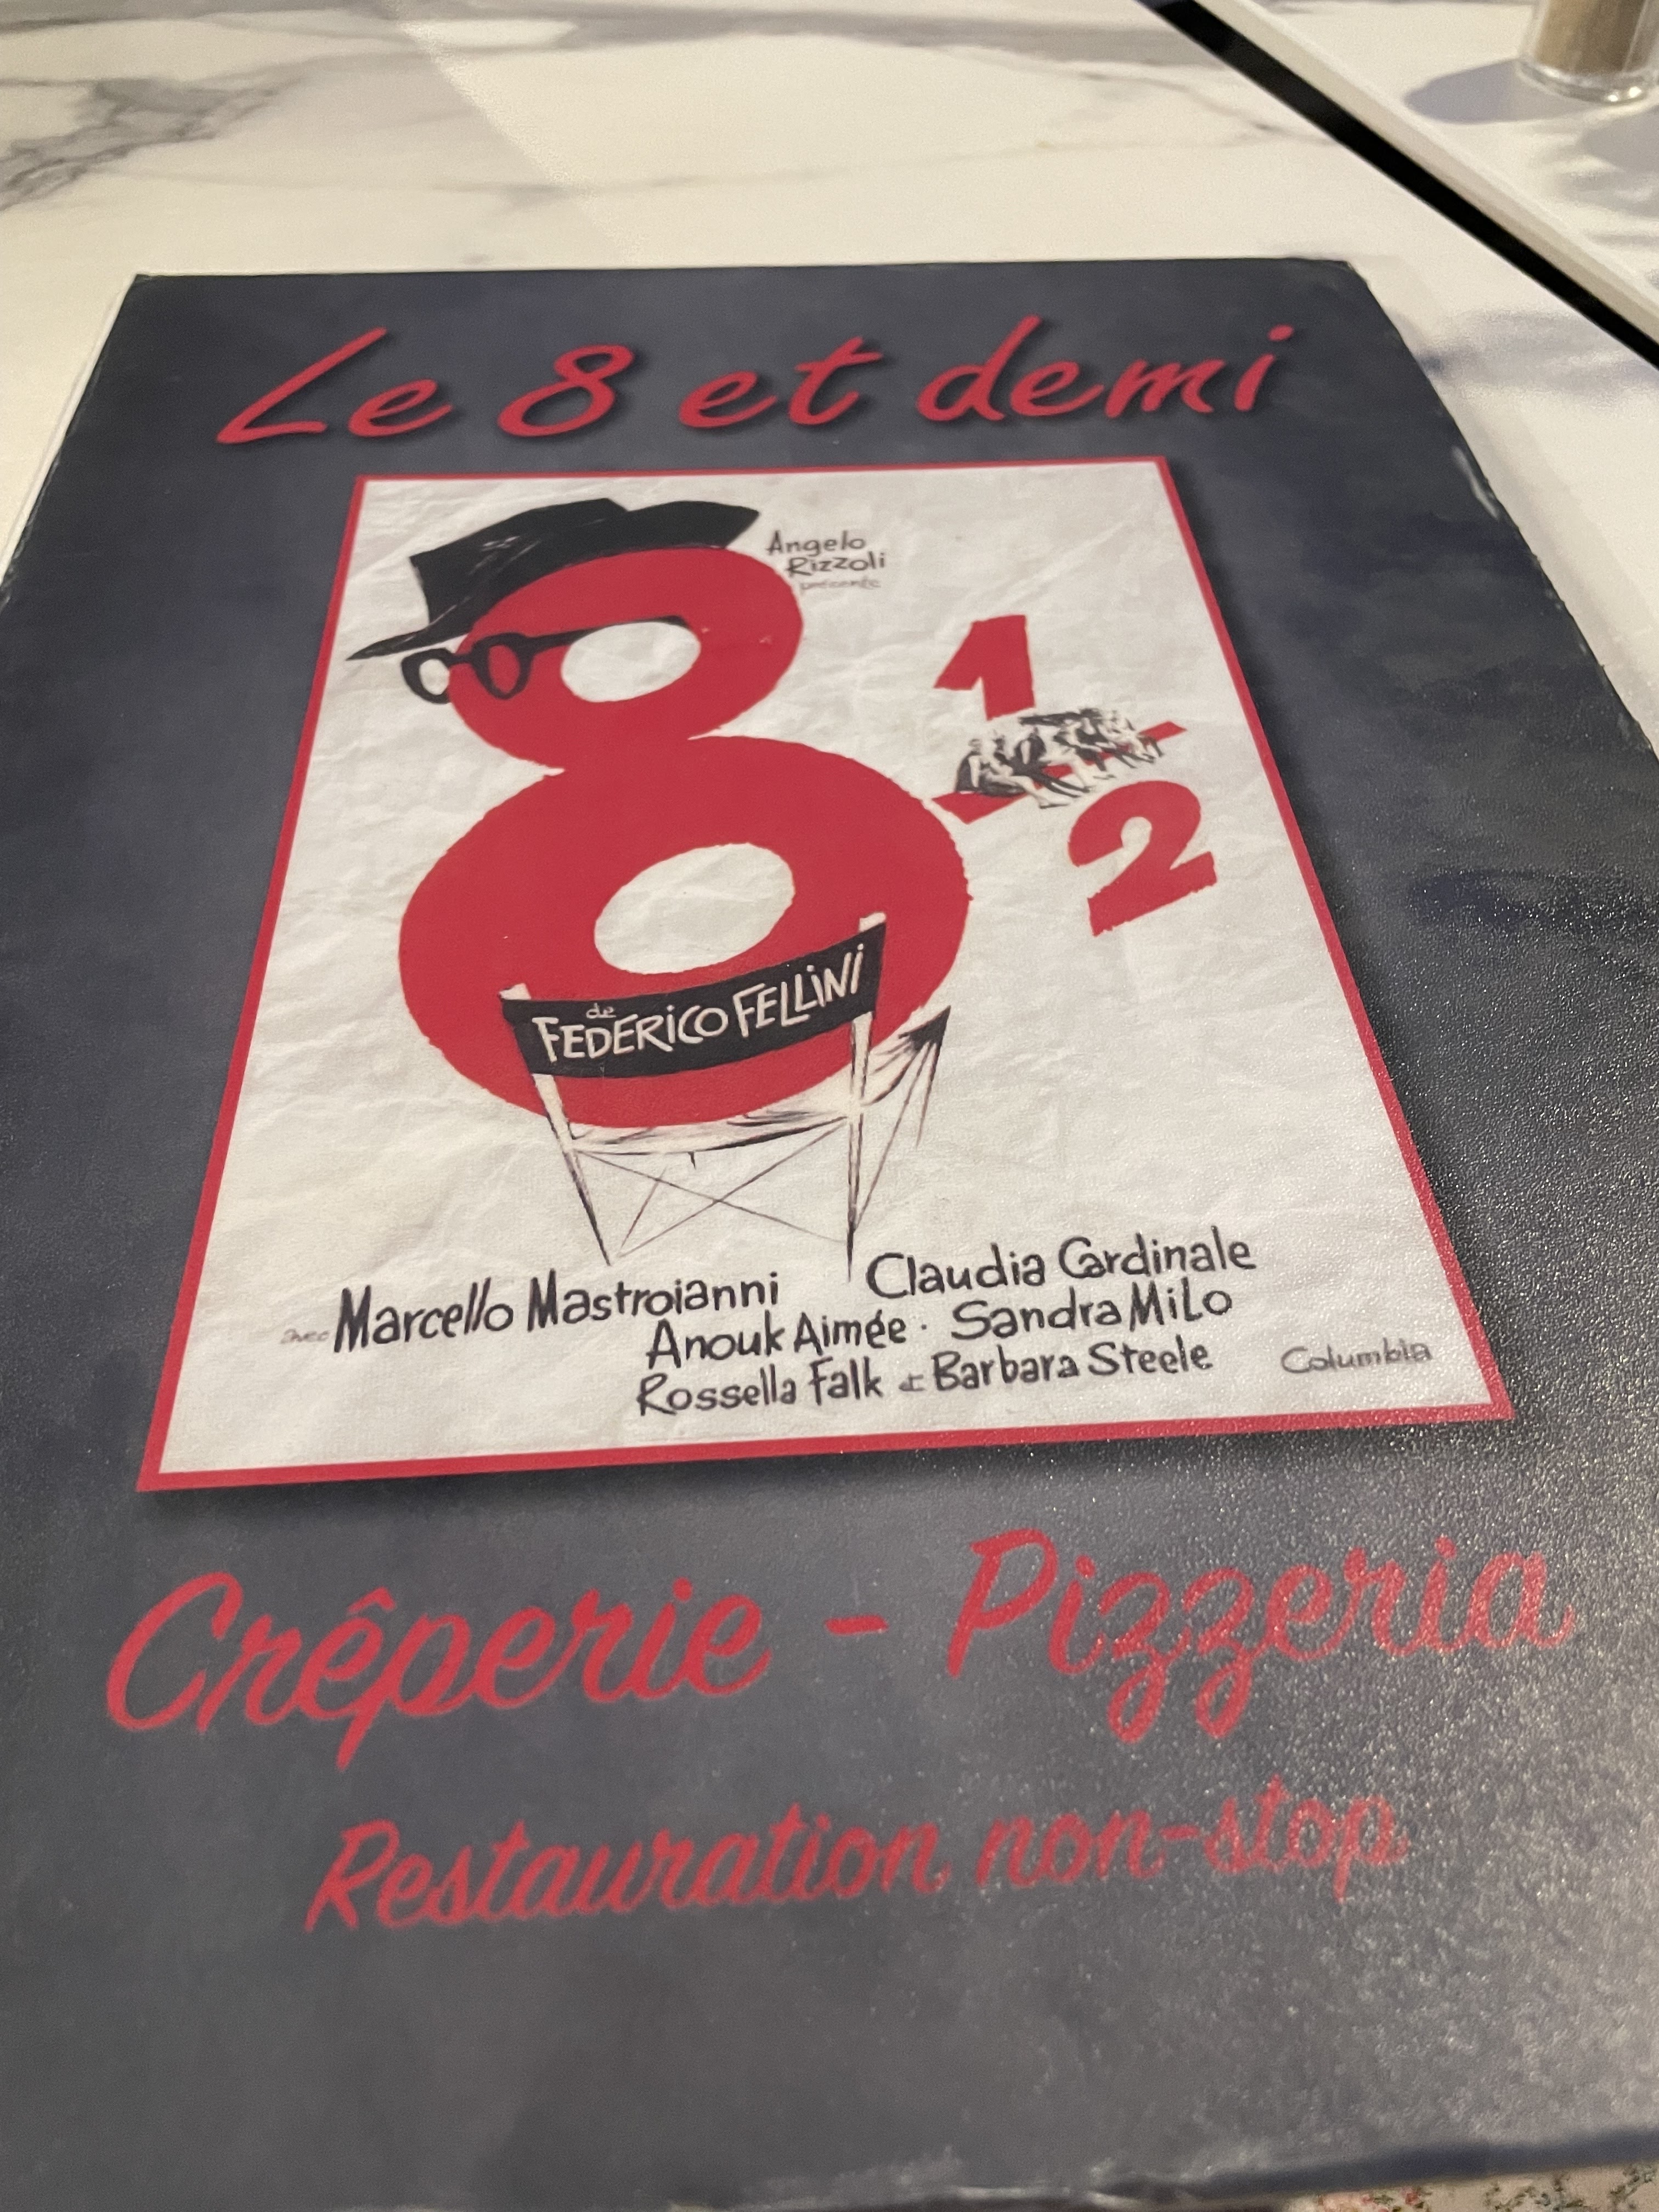 Le 8 et demi
Angelo
Rizzoli
présente
8 1/2
de
FEDERICO FELLINI
avec Marcello Mastroianni
Claudia Cardinale
Anouk Aimée · Sandra MiLo
Rossella Falk et Barbara Steele
Columbia
Crêperie - Pizzeria
Restauration non-stop